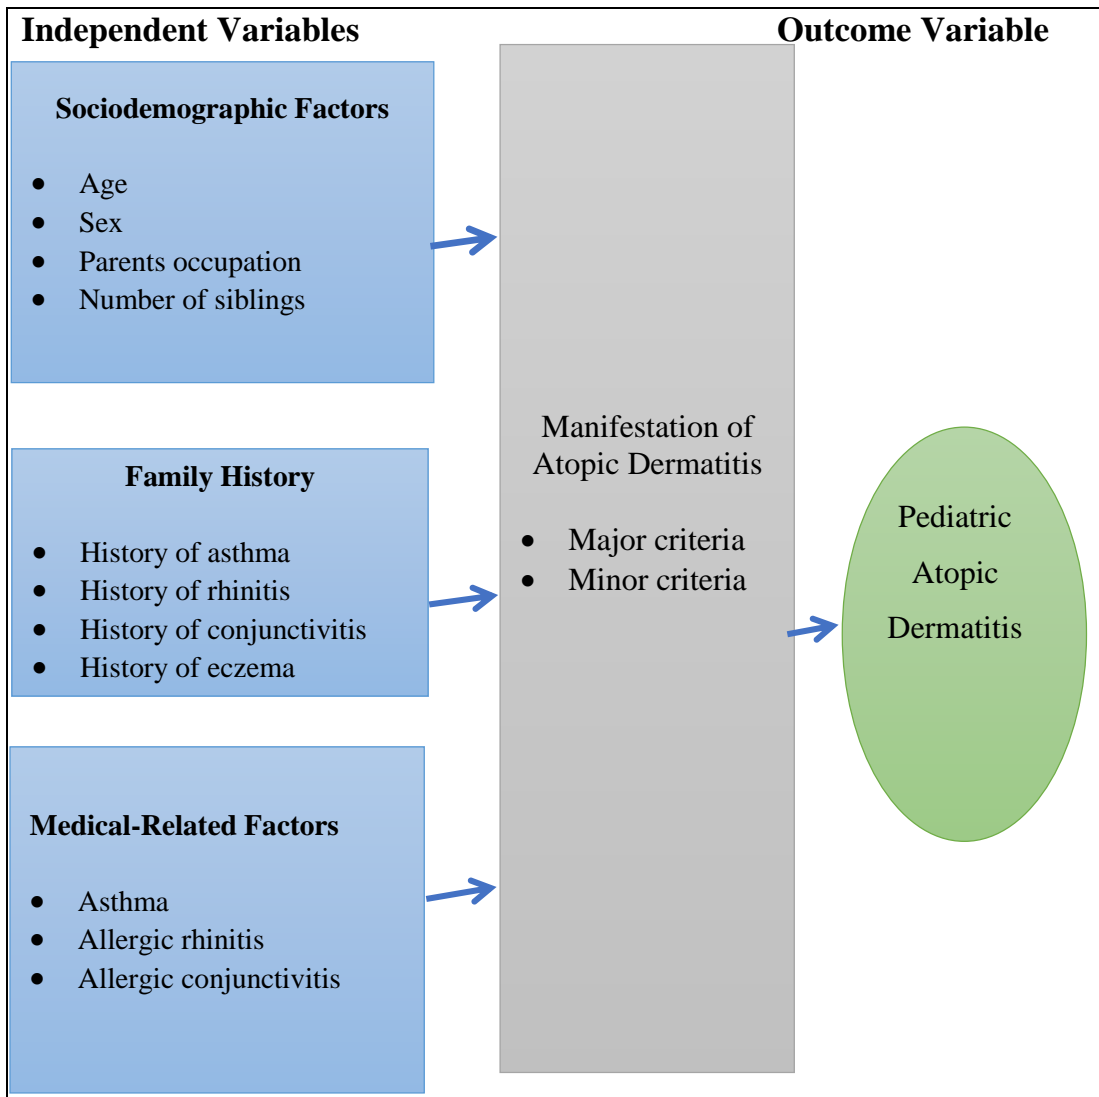 Independent Variables
Outcome Variable
Sociodemographic Factors
• Age
• Sex
• Parents occupation
• Number of siblings
Family History
• History of asthma
• History of rhinitis
• History of conjunctivitis
• History of eczema
Medical-Related Factors
• Asthma
• Allergic rhinitis
• Allergic conjunctivitis
Manifestation of
Atopic Dermatitis
• Major criteria
• Minor criteria
Pediatric
Atopic
Dermatitis